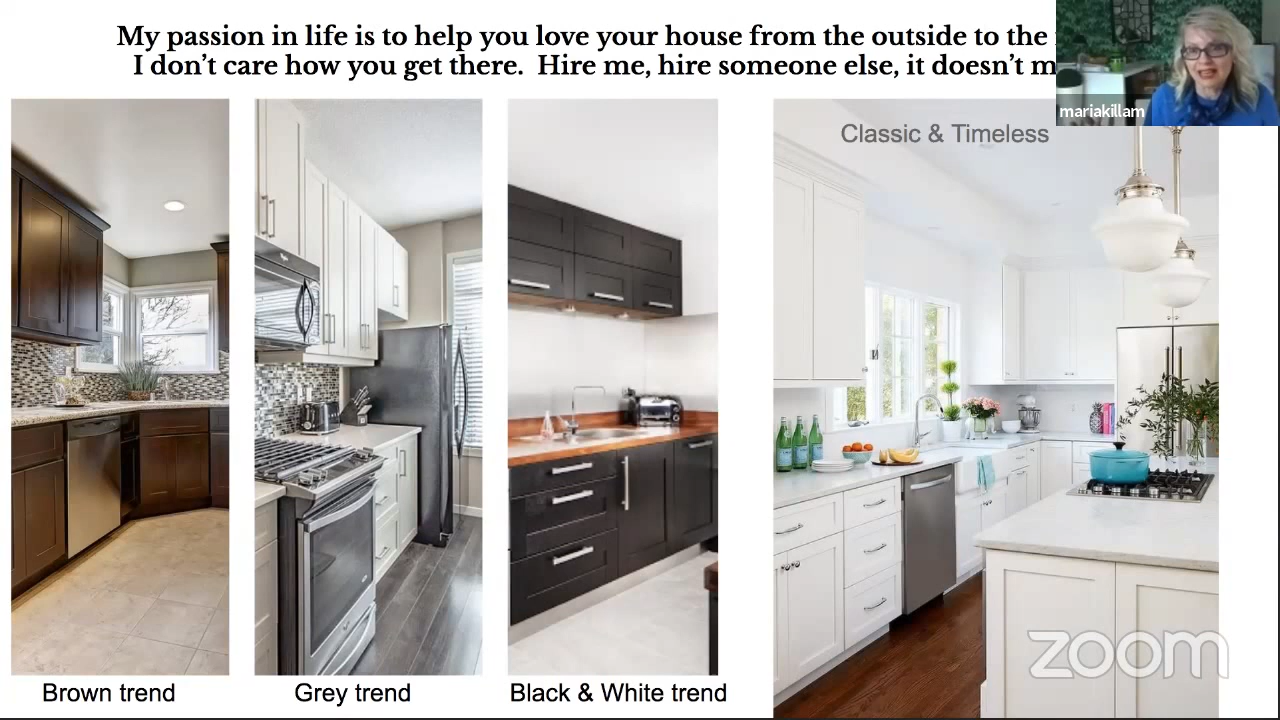 My passion in life is to help you love your house from the outside to the
I don't care how you get there. Hire me, hire someone else, it doesn't m
mariakillam
Classic & Timeless
zoom
Brown trend
Grey trend
Black & White trend